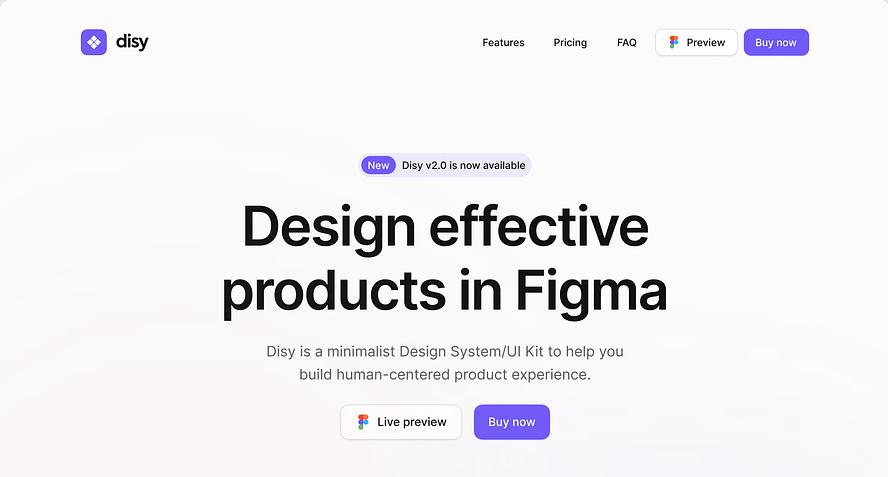 disy
Features
Pricing
FAQ
Preview
Buy now
New Disy v2.0 is now available
Design effective
products in Figma
Disy is a minimalist Design System/UI Kit to help you
build human-centered product experience.
Live preview
Buy now